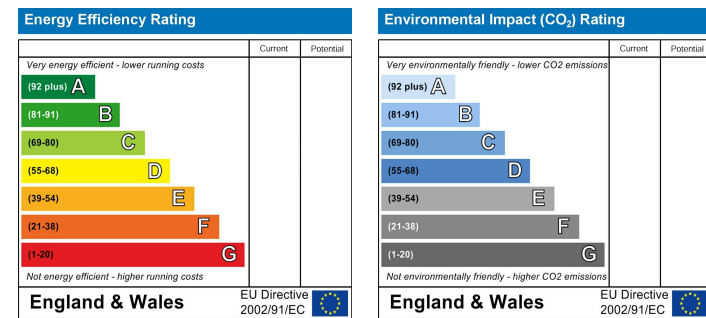 Energy Efficiency Rating
Current Potential
Very energy efficient - lower running costs
(92 plus) A
(81-91) B
(69-80) C
(55-68) D
(39-54) E
(21-38) F
(1-20) G
Not energy efficient - higher running costs
England & Wales
EU Directive
2002/91/EC
Environmental Impact (CO2) Rating
Current Potential
Very environmentally friendly - lower CO2 emissions
(92 plus) A
(81-91) B
(69-80) C
(55-68) D
(39-54) E
(21-38) F
(1-20) G
Not environmentally friendly - higher CO2 emissions
England & Wales
EU Directive
2002/91/EC